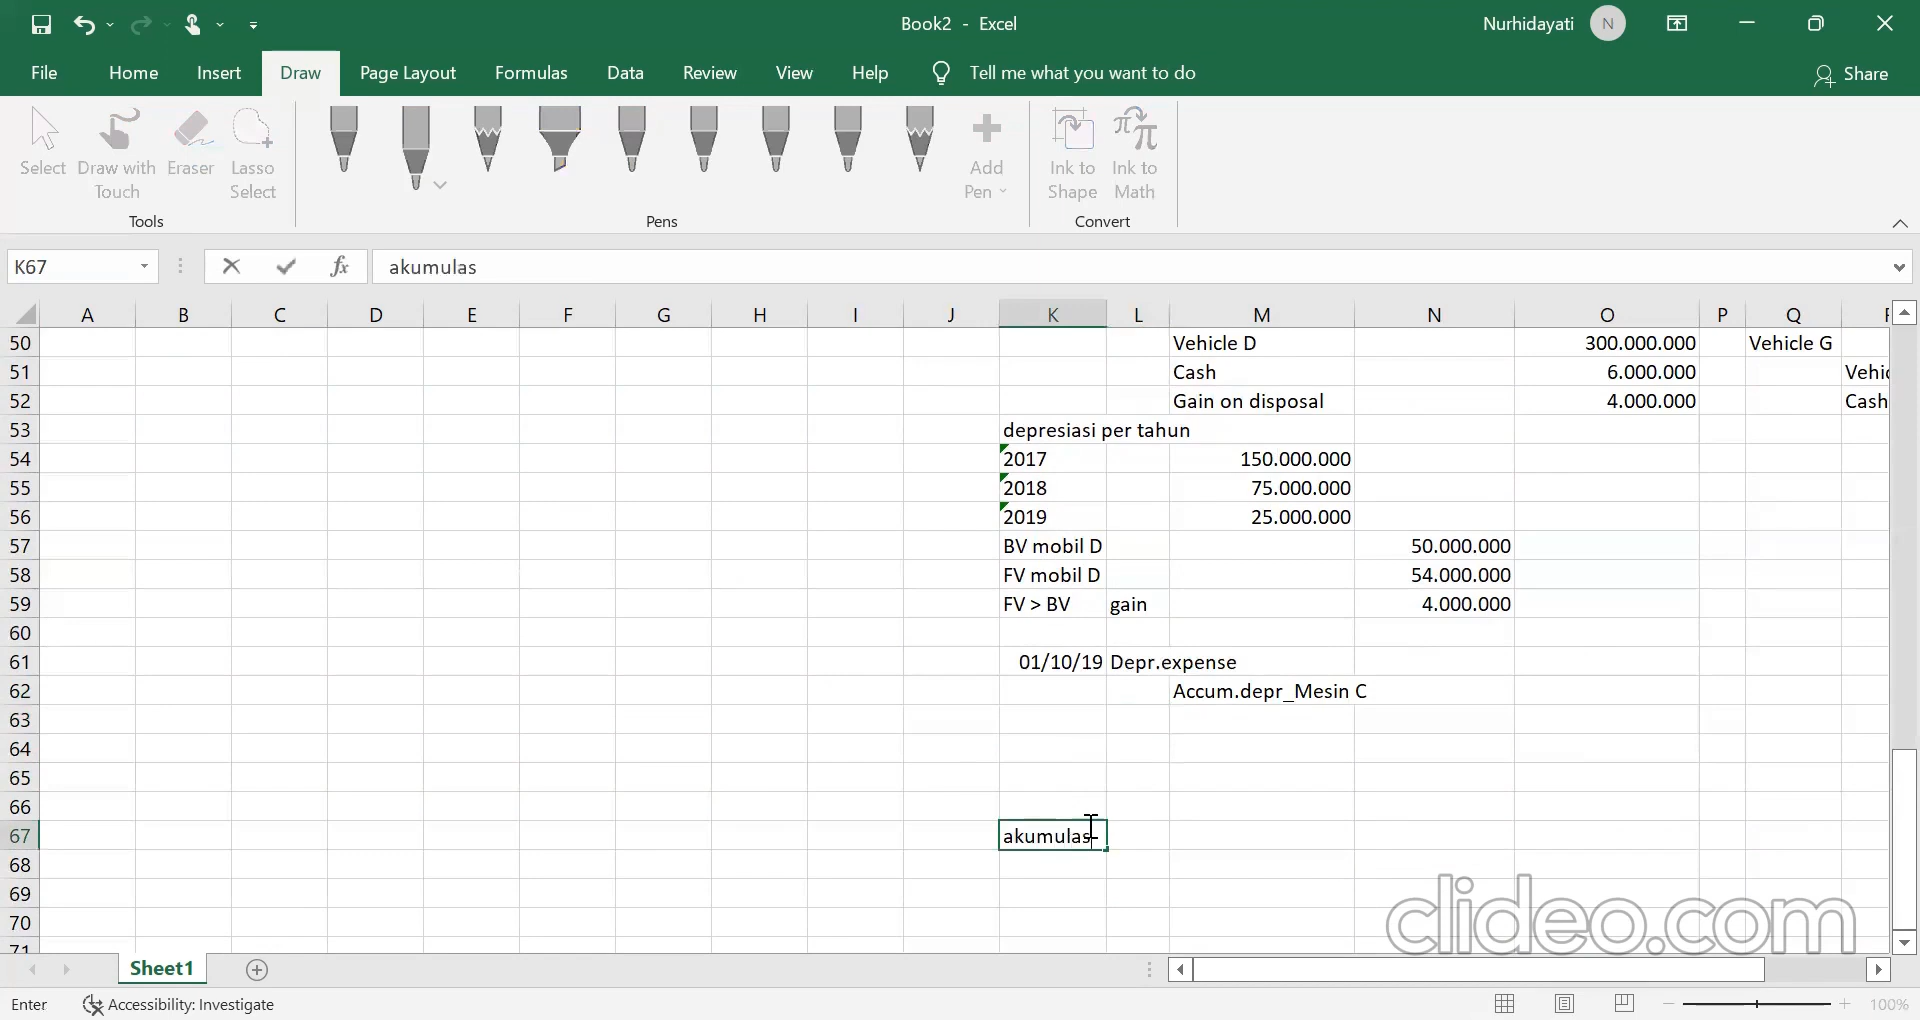 Book2 - Excel
Nurhidayati N
File Home Insert Draw Page Layout Formulas Data Review View Help Tell me what you want to do Share
Select Draw with Touch Eraser Lasso Select
Add Pen
Ink to Shape Ink to Math
Tools Pens Convert
K67 fx akumulas
A B C D E F G H I J K L M N O P Q
50 Vehicle D 300.000.000 Vehicle G
51 Cash 6.000.000 Vehic
52 Gain on disposal 4.000.000 Cash
53 depresiasi per tahun
54 2017 150.000.000
55 2018 75.000.000
56 2019 25.000.000
57 BV mobil D 50.000.000
58 FV mobil D 54.000.000
59 FV > BV gain 4.000.000
60
61 01/10/19 Depr.expense
62 Accum.depr_Mesin C
63
64
65
66
67 akumulas
68
69
70
71
clideo.com
Sheet1
Enter Accessibility: Investigate 100%